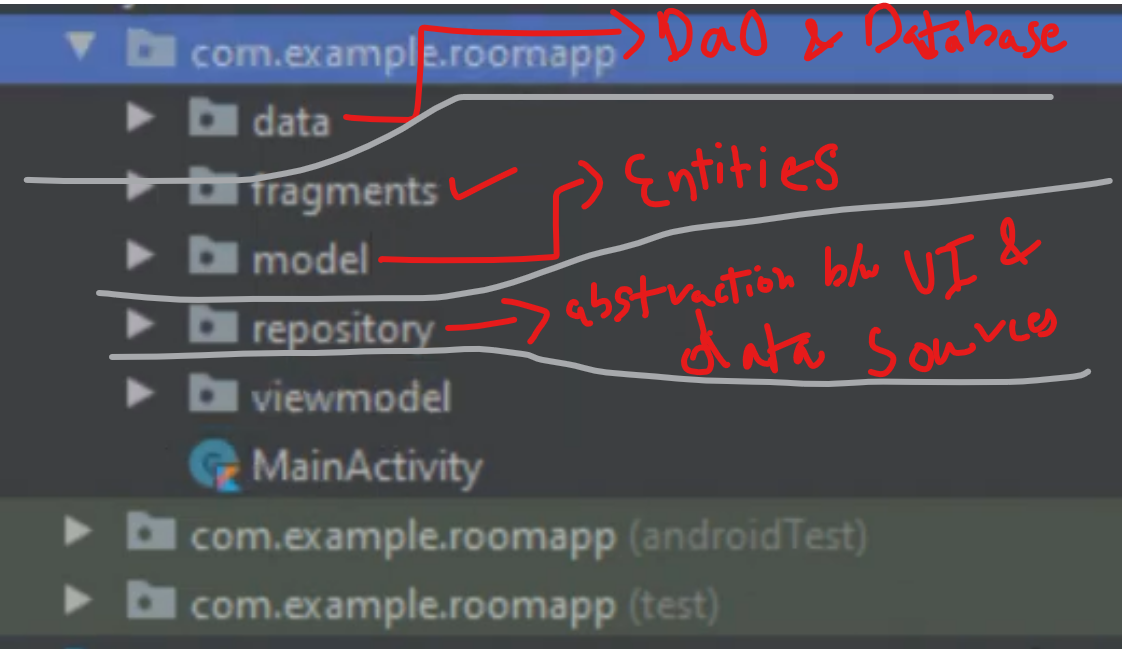 com.example.roomapp
DaO & Database
data
fragments
Entities
model
repository
abstraction b/w UI &
data sources
viewmodel
MainActivity
com.example.roomapp (androidTest)
com.example.roomapp (test)